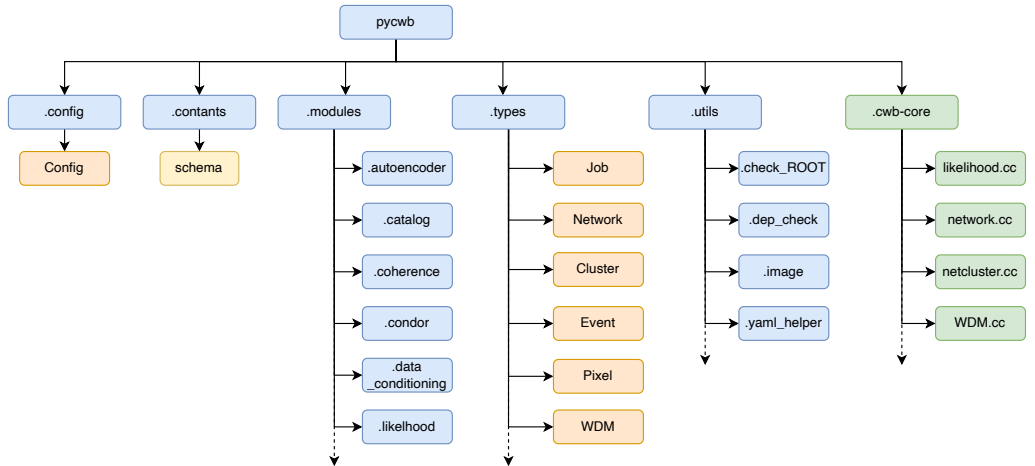 pycwb
.config
.contants
.modules
.types
.utils
.cwb-core
Config
schema
.autoencoder
Job
.check_ROOT
likelihood.cc
.catalog
Network
.dep_check
network.cc
.coherence
Cluster
.image
netcluster.cc
.condor
Event
.yaml_helper
WDM.cc
.data
_conditioning
Pixel
.likelhood
WDM